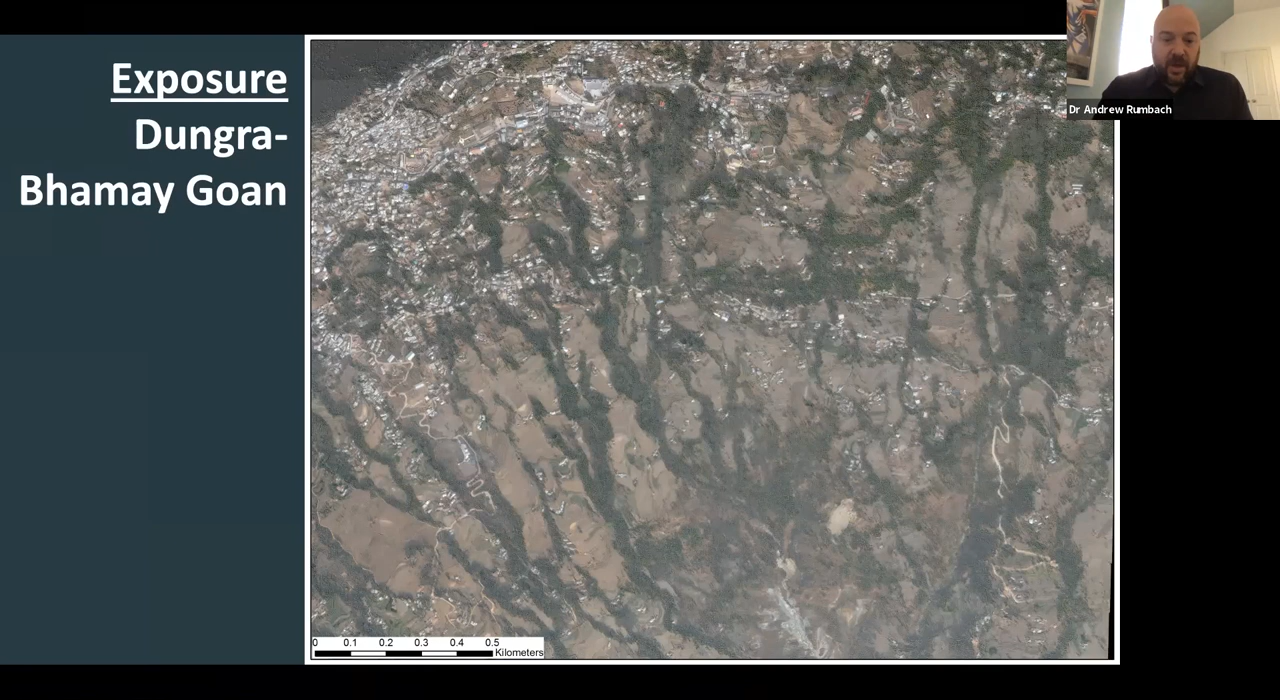 Exposure
Dungra-
Bhamay Goan
Dr Andrew Rumbach
0 0.1 0.2 0.3 0.4 0.5
Kilometers